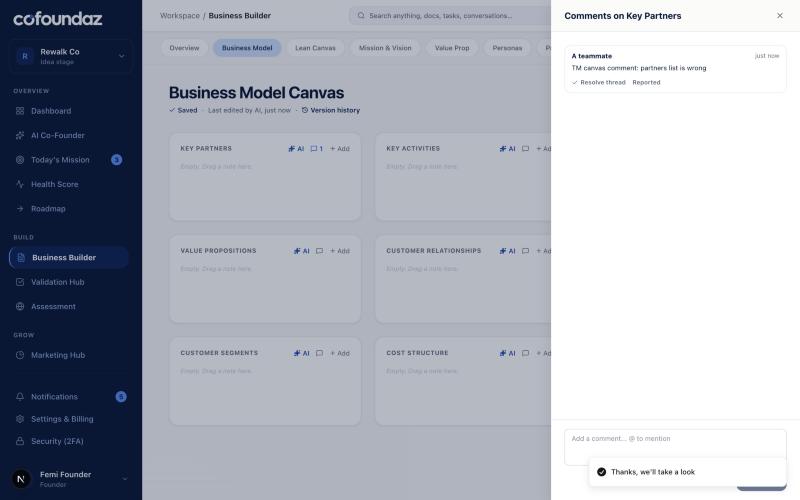 cofoundaz
R
Rewalk Co
Idea stage
OVERVIEW
Dashboard
AI Co-Founder
Today's Mission
3
Health Score
Roadmap
BUILD
Business Builder
Validation Hub
Assessment
GROW
Marketing Hub
Notifications
5
Settings & Billing
Security (2FA)
N
Femi Founder
Founder
Workspace / Business Builder
Search anything, docs, tasks, conversations...
Overview
Business Model
Lean Canvas
Mission & Vision
Value Prop
Personas
Business Model Canvas
Saved · Last edited by AI, just now · Version history
KEY PARTNERS AI 1 + Add
Empty. Drag a note here.
KEY ACTIVITIES AI + Add
Empty. Drag a note here.
VALUE PROPOSITIONS AI + Add
Empty. Drag a note here.
CUSTOMER RELATIONSHIPS AI + Add
Empty. Drag a note here.
CUSTOMER SEGMENTS AI + Add
Empty. Drag a note here.
COST STRUCTURE AI + Add
Empty. Drag a note here.
Comments on Key Partners
A teammate just now
TM canvas comment: partners list is wrong
Resolve thread Reported
Add a comment... @ to mention
Thanks, we'll take a look